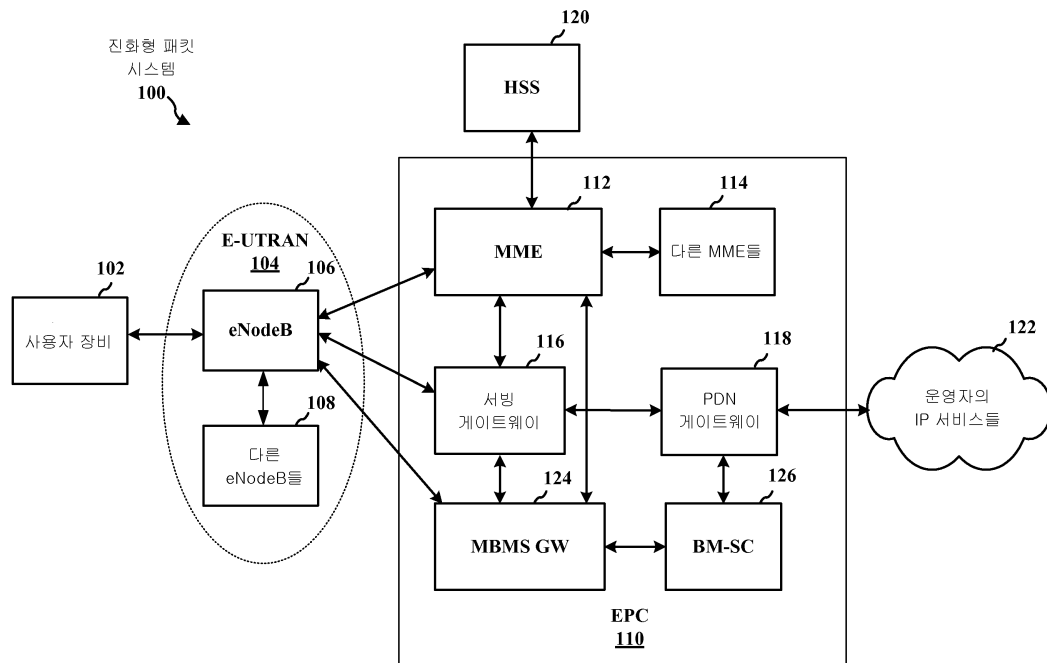 진화형 패킷
시스템
100
120
HSS
112
MME
114
다른 MME들
E-UTRAN
104
102
사용자 장비
106
eNodeB
108
다른
eNodeB들
116
서빙
게이트웨이
118
PDN
게이트웨이
122
운영자의
IP 서비스들
124
MBMS GW
126
BM-SC
EPC
110